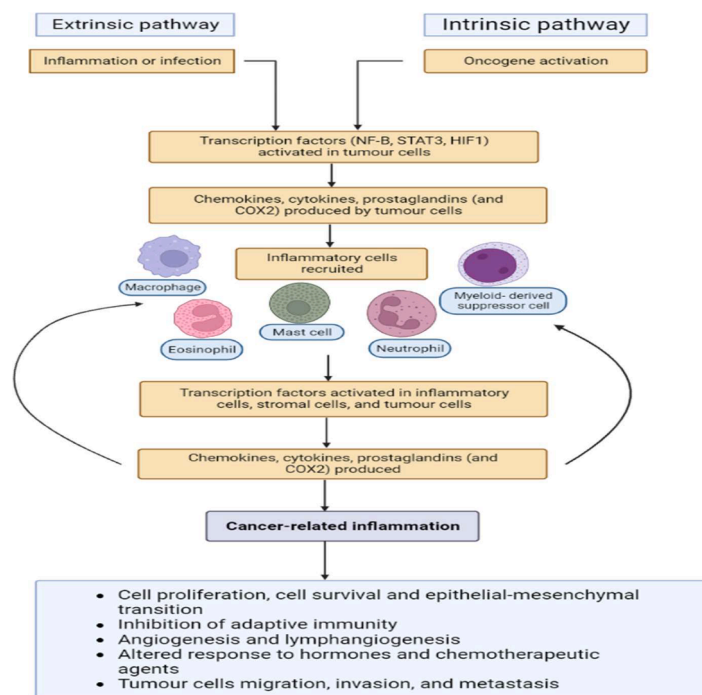 Extrinsic pathway
Intrinsic pathway
Inflammation or infection
Oncogene activation
Transcription factors (NF-B, STAT3, HIF1)
activated in tumour cells
Chemokines, cytokines, prostaglandins (and
COX2) produced by tumour cells
Inflammatory cells
recruited
Macrophage
Myeloid- derived
suppressor cell
Mast cell
Eosinophil
Neutrophil
Transcription factors activated in inflammatory
cells, stromal cells, and tumour cells
Chemokines, cytokines, prostaglandins (and
COX2) produced
Cancer-related inflammation
• Cell proliferation, cell survival and epithelial-mesenchymal
transition
• Inhibition of adaptive immunity
• Angiogenesis and lymphangiogenesis
• Altered response to hormones and chemotherapeutic
agents
• Tumour cells migration, invasion, and metastasis